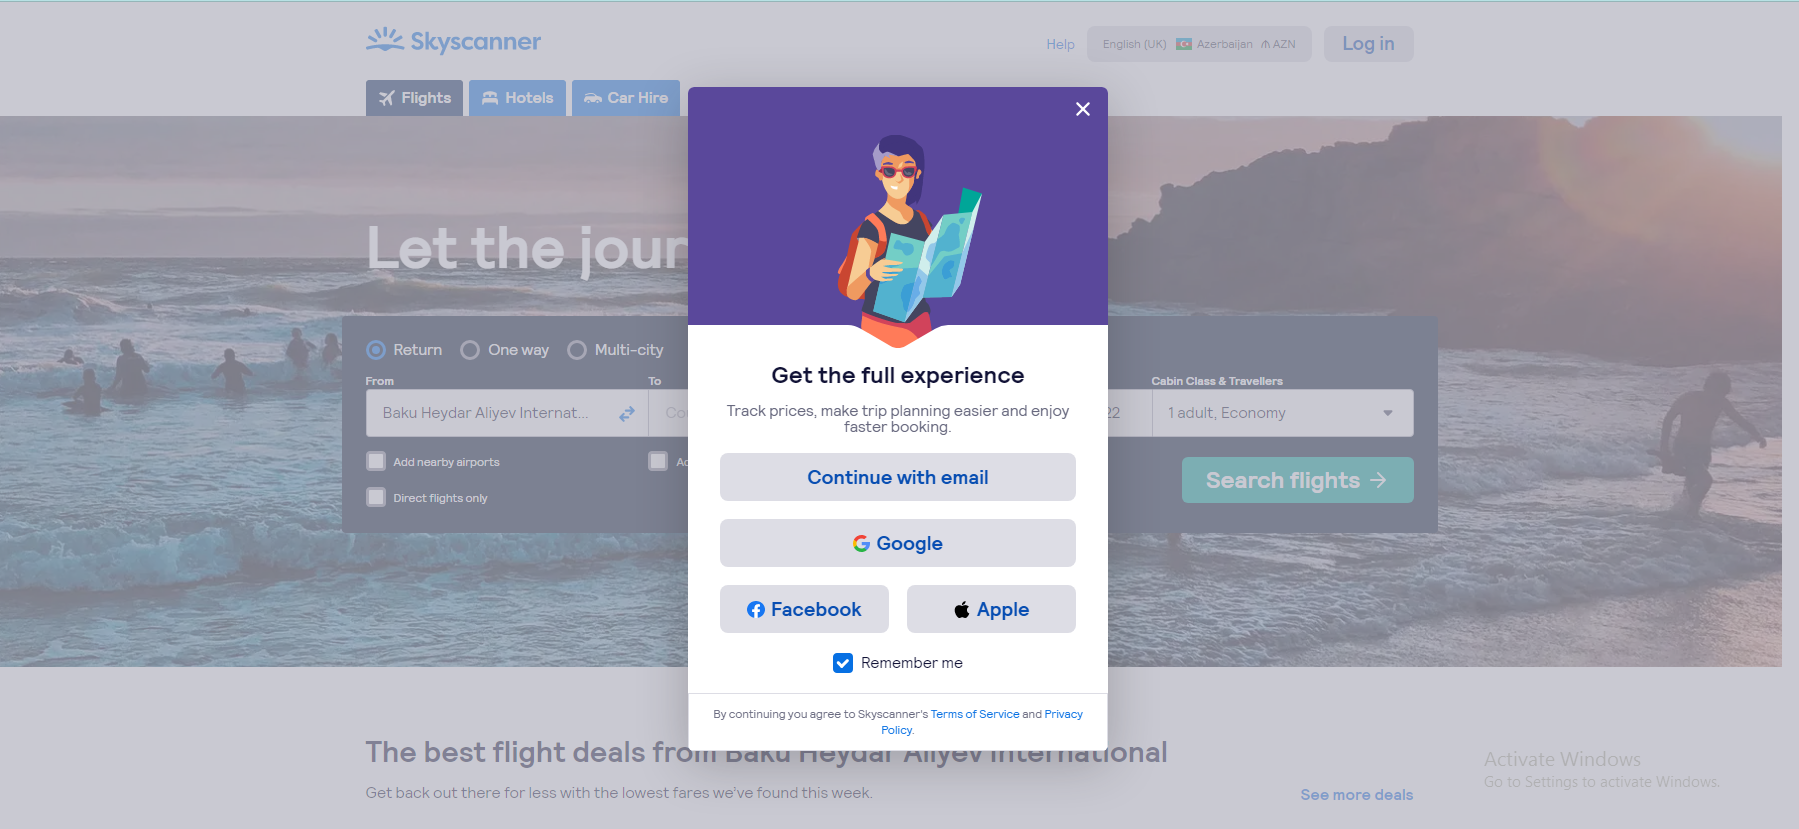 Skyscanner
Help
English (UK) Azerbaijan ₼ AZN
Log in
Flights
Hotels
Car Hire
Let the jour
Return
One way
Multi-city
From
To
Cabin Class & Travellers
Baku Heydar Aliyev Internat...
22
1 adult, Economy
Add nearby airports
Direct flights only
Search flights
Get the full experience
Track prices, make trip planning easier and enjoy
faster booking.
Continue with email
Google
Facebook
Apple
Remember me
By continuing you agree to Skyscanner's Terms of Service and Privacy
Policy.
The best flight deals from Baku Heydar Aliyev International
Get back out there for less with the lowest fares we've found this week.
See more deals
Activate Windows
Go to Settings to activate Windows.